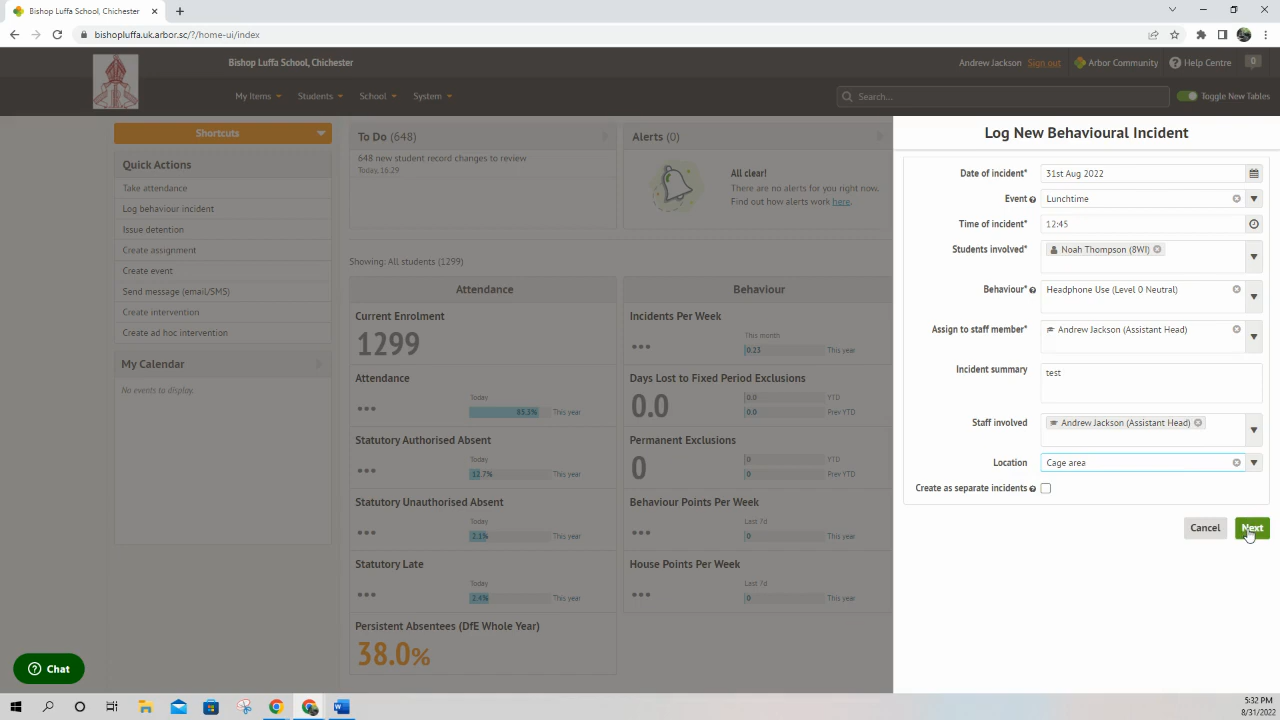 Bishop Luffa School, Chichester
bishopluffa.uk.arbor.sc/?/home-ui/index
Bishop Luffa School, Chichester
Andrew Jackson Sign out Arbor Community Help Centre 0
My Items Students School System
Search...
Toggle New Tables
Shortcuts
Quick Actions
Take attendance
Log behaviour incident
Issue detention
Create assignment
Create event
Send message (email/SMS)
Create intervention
Create ad hoc intervention
My Calendar
No events to display.
To Do (648)
648 new student record changes to review
Today, 16:29
Alerts (0)
All clear!
There are no alerts for you right now.
Find out how alerts work here.
Showing: All students (1299)
Attendance
Current Enrolment
1299
Attendance
Today
83.3% This year
Statutory Authorised Absent
Today
12.7% This year
Statutory Unauthorised Absent
Today
2.1% This year
Statutory Late
Today
2.4% This year
Persistent Absentees (DfE Whole Year)
38.0%
Behaviour
Incidents Per Week
This month
0.23 This year
Days Lost to Fixed Period Exclusions
0.0
0.0 YTD
0.0 Prev YTD
Permanent Exclusions
0
0 YTD
0 Prev YTD
Behaviour Points Per Week
Last 7d
0 This year
House Points Per Week
Last 7d
0 This year
Log New Behavioural Incident
Date of incident* 31st Aug 2022
Event Lunchtime
Time of incident* 12:45
Students involved* Noah Thompson (8WI)
Behaviour* Headphone Use (Level 0 Neutral)
Assign to staff member* Andrew Jackson (Assistant Head)
Incident summary test
Staff involved Andrew Jackson (Assistant Head)
Location Cage area
Create as separate incidents
Cancel Next
Chat
5:32 PM
8/31/2022